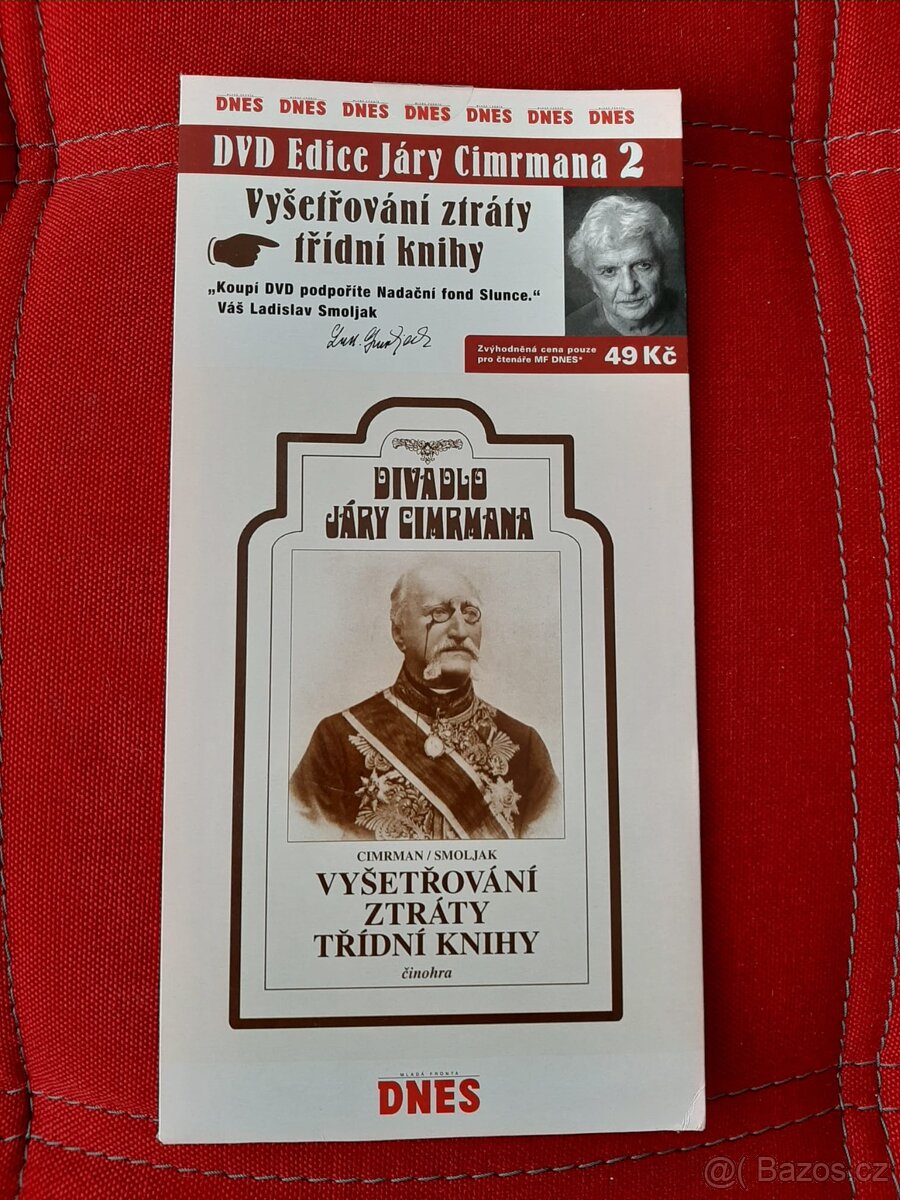 DNES DNES DNES DNES DNES DNES DNES
DVD Edice Járy Cimrmana 2
Vyšetřování ztráty
třídní knihy
„Koupí DVD podpoříte Nadační fond Slunce.“
Váš Ladislav Smoljak
Zvýhodněná cena pouze
pro čtenáře MF DNES*
49 Kč
DIVADLO
JÁRY CIMRMANA
CIMRMAN / SMOLJAK
VYŠETŘOVÁNÍ
ZTRÁTY
TŘÍDNÍ KNIHY
činohra
MLADÁ FRONTA
DNES
@( Bazos.cz